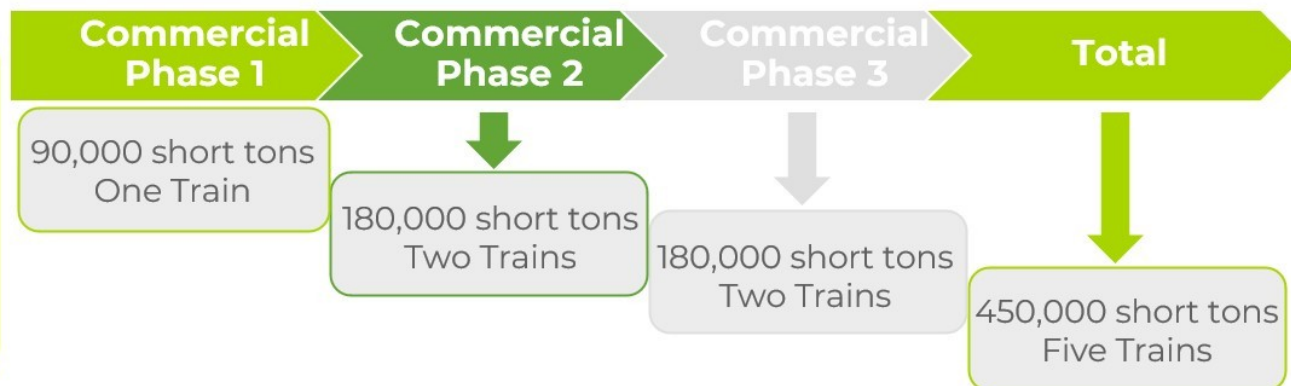 Commercial
Phase 1
Commercial
Phase 2
Commercial
Phase 3
Total
90,000 short tons
One Train
180,000 short tons
Two Trains
180,000 short tons
Two Trains
450,000 short tons
Five Trains